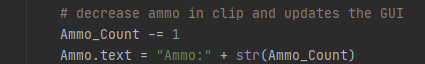 # decrease ammo in clip and updates the GUI
Ammo_Count -= 1
Ammo.text = "Ammo:" + str(Ammo_Count)